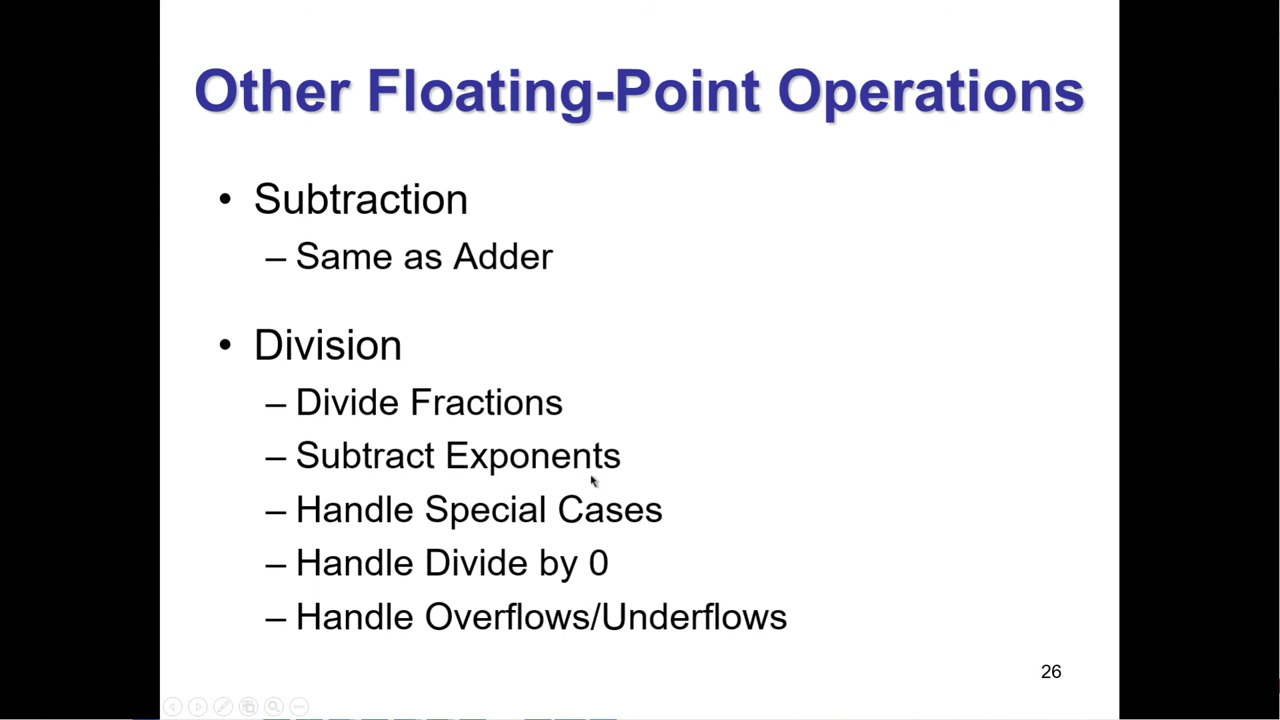 Other Floating-Point Operations
• Subtraction
– Same as Adder
• Division
– Divide Fractions
– Subtract Exponents
– Handle Special Cases
– Handle Divide by 0
– Handle Overflows/Underflows
26